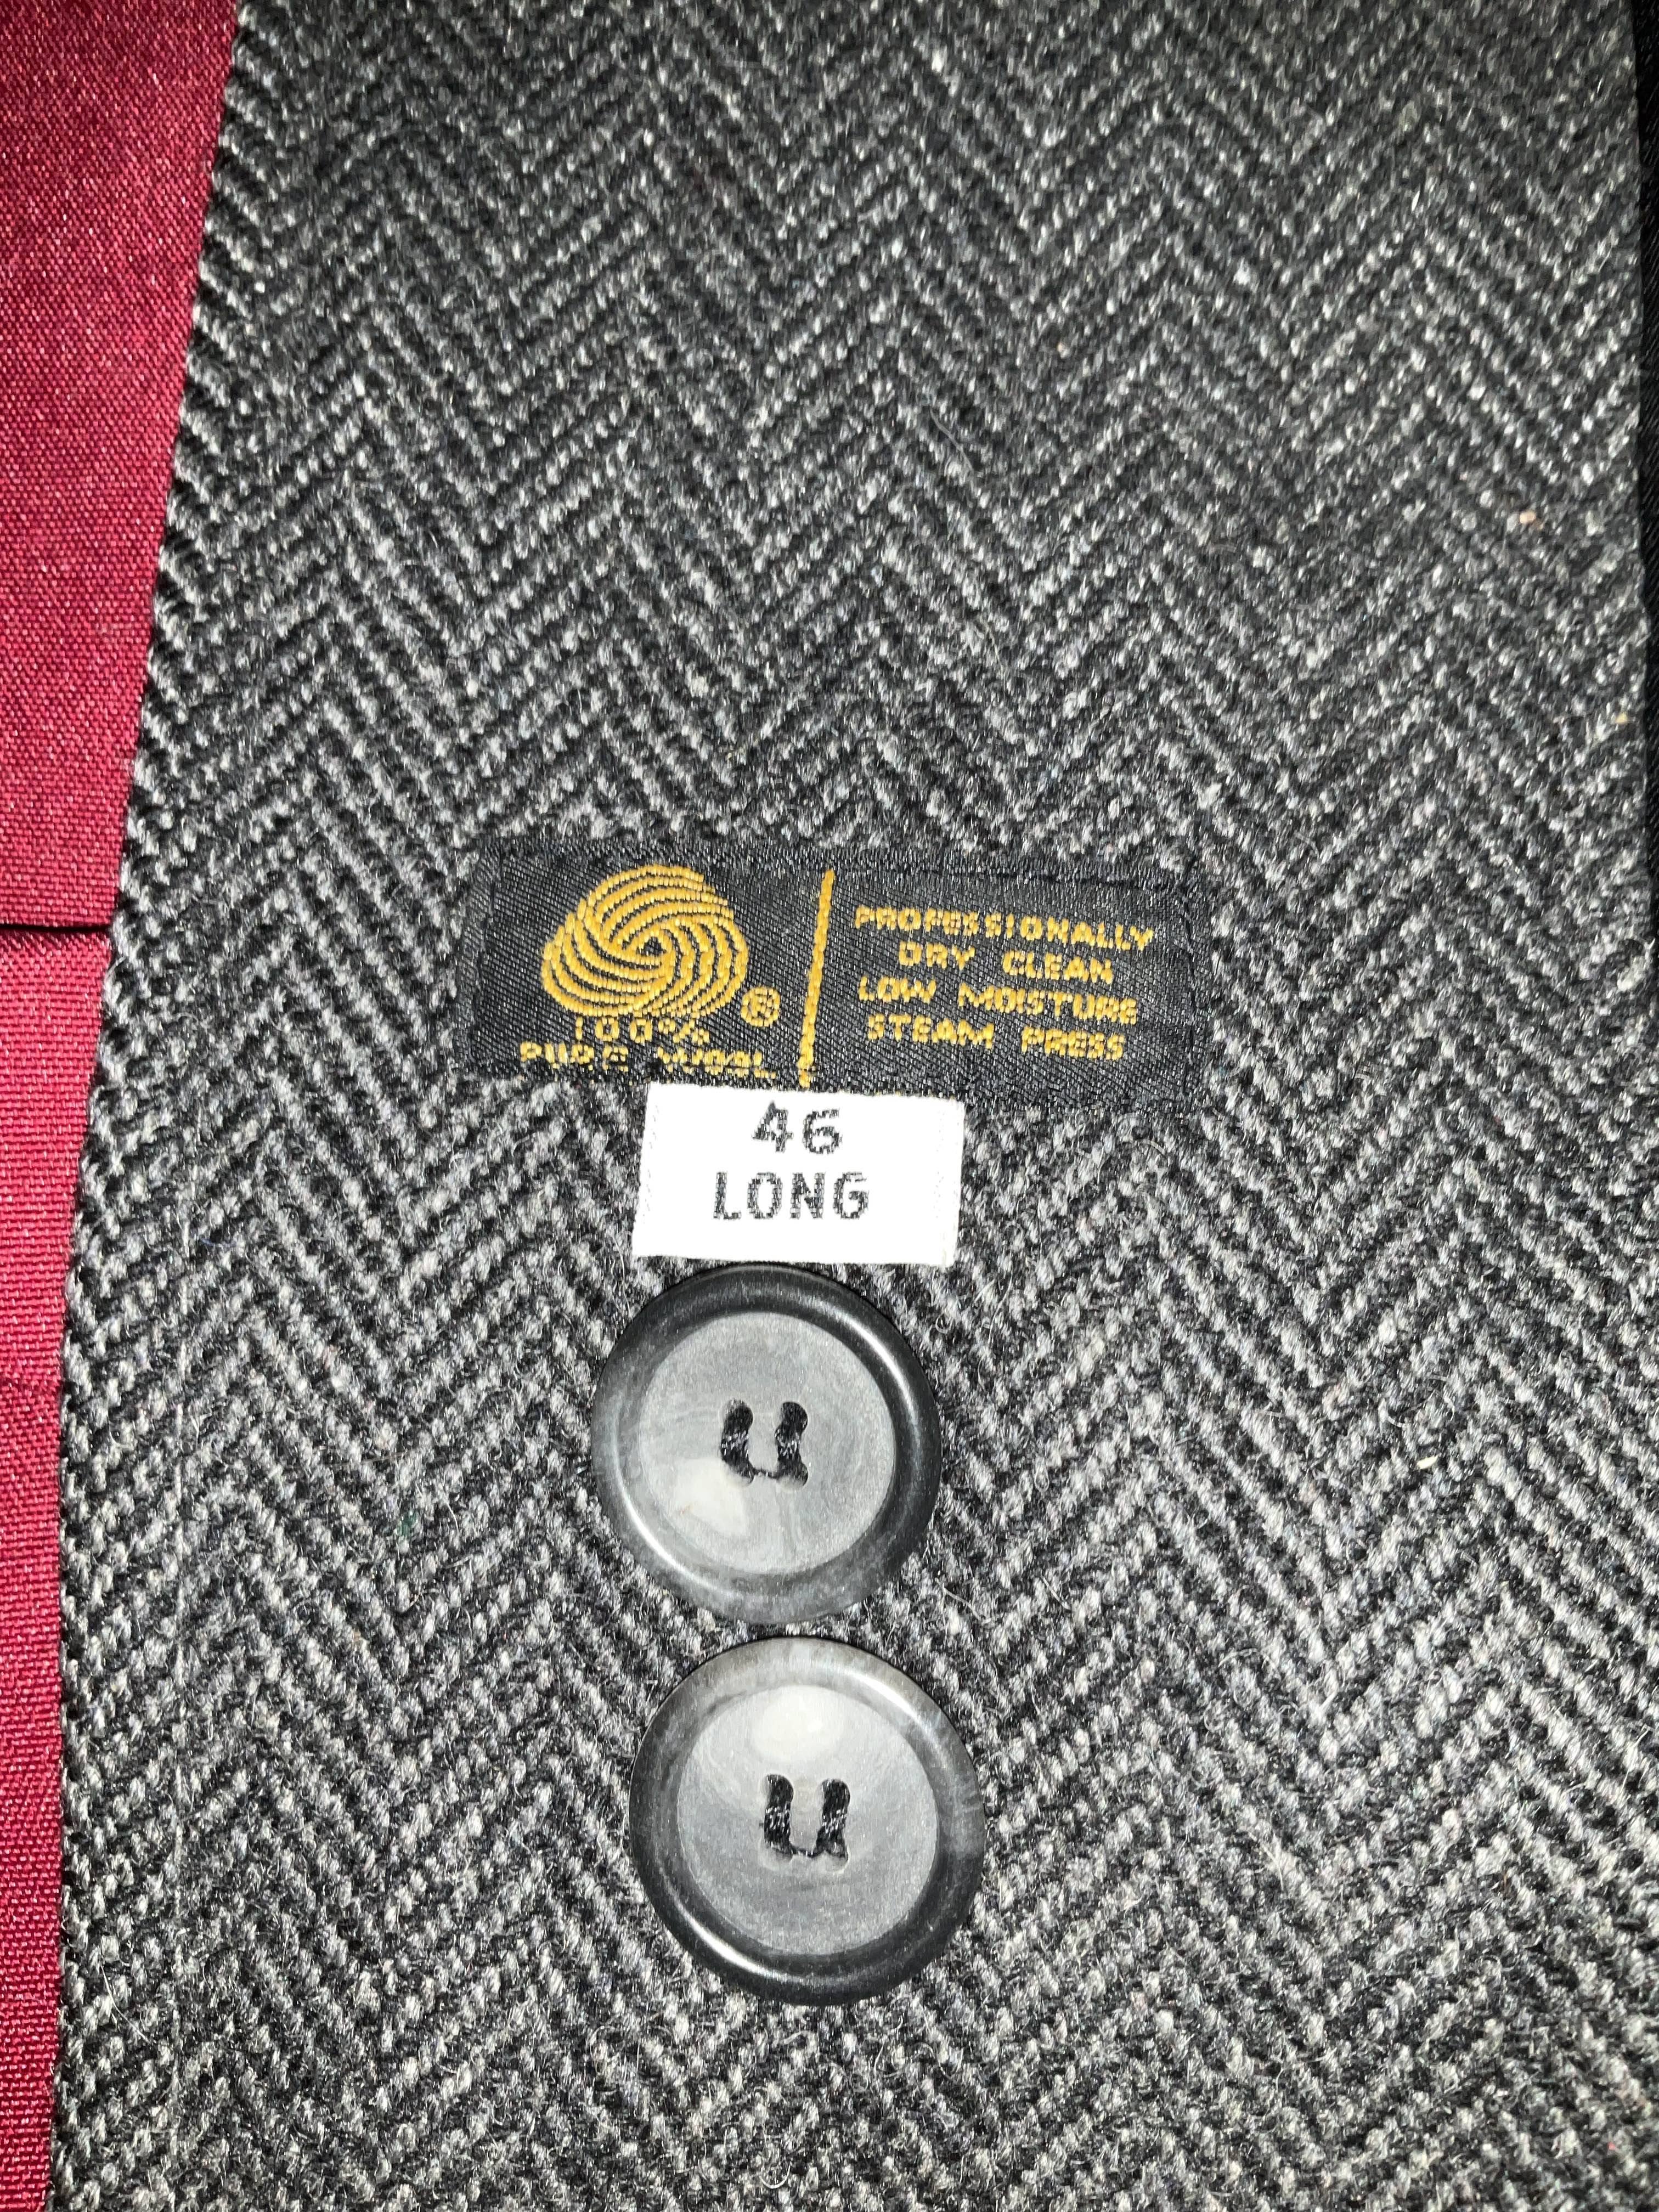 ®
100%
PURE WOOL
PROFESSIONALLY
DRY CLEAN
LOW MOISTURE
STEAM PRESS
46
LONG